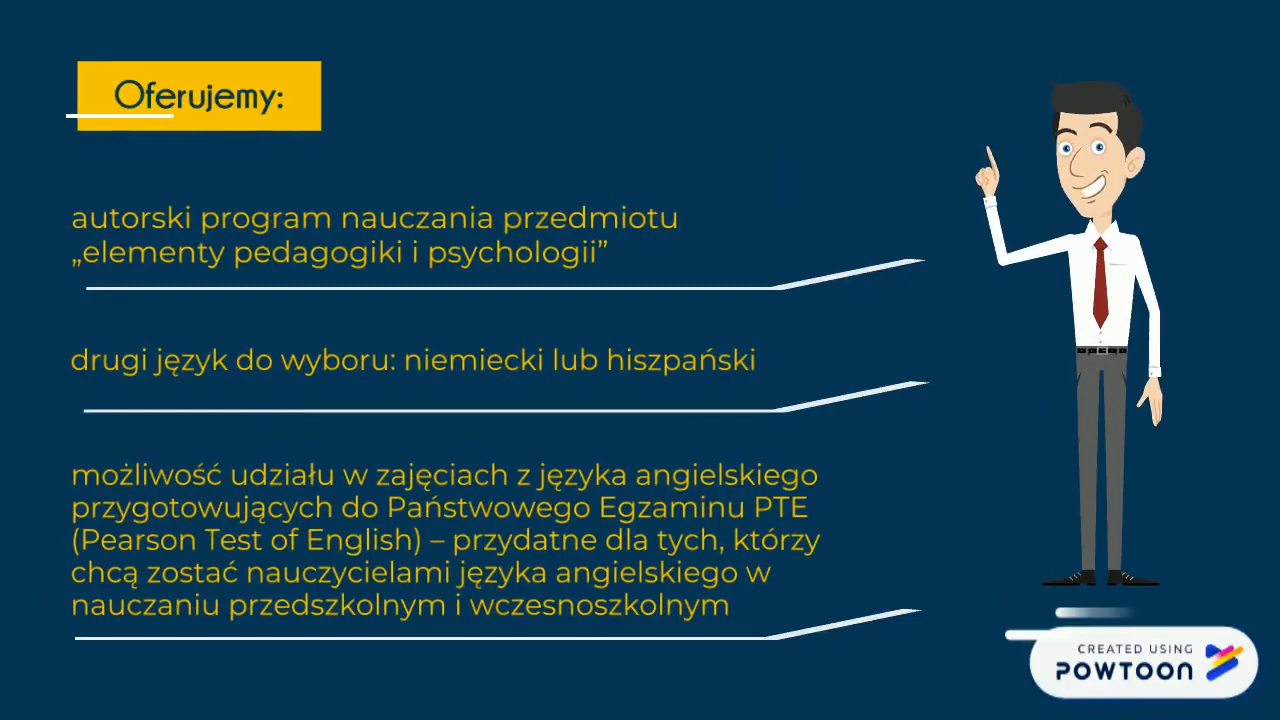 Oferujemy:
autorski program nauczania przedmiotu
„elementy pedagogiki i psychologii”
drugi język do wyboru: niemiecki lub hiszpański
możliwość udziału w zajęciach z języka angielskiego
przygotowujących do Państwowego Egzaminu PTE
(Pearson Test of English) – przydatne dla tych, którzy
chcą zostać nauczycielami języka angielskiego w
nauczaniu przedszkolnym i wczesnoszkolnym
CREATED USING
POWTOON